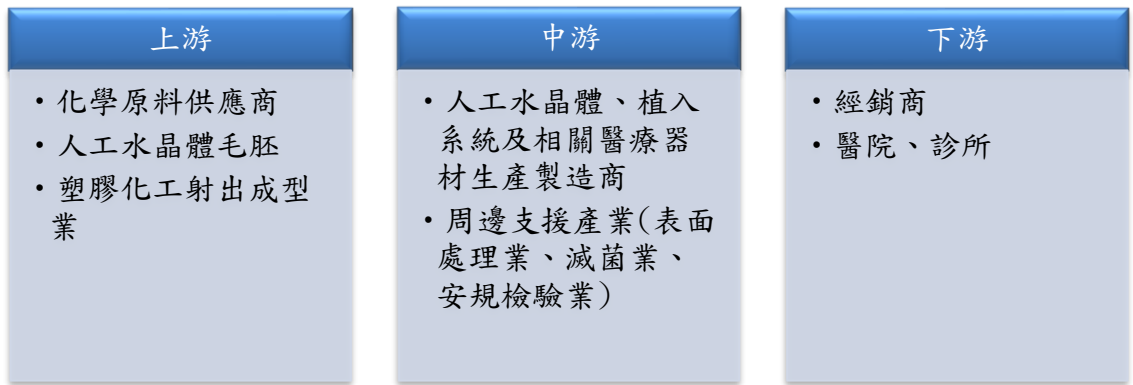 上游
・化學原料供應商
・人工水晶體毛胚
・塑膠化工射出成型
業
中游
・人工水晶體、植入
系統及相關醫療器
材生產製造商
・周邊支援產業(表面
處理業、滅菌業、
安規檢驗業)
下游
・經銷商
・醫院、診所